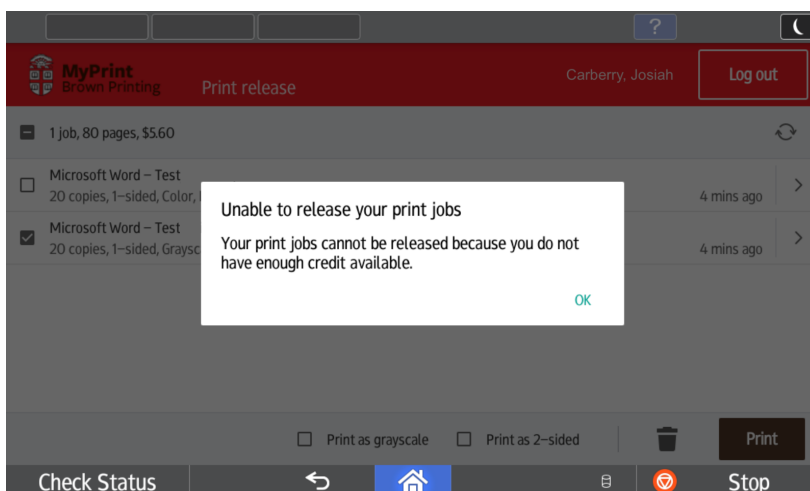 ?
MyPrint
Brown Printing
Print release
Carberry, Josiah
Log out
1 job, 80 pages, $5.60
Microsoft Word – Test
20 copies, 1–sided, Color,
4 mins ago
Microsoft Word – Test
20 copies, 1–sided, Graysc
4 mins ago
Unable to release your print jobs
Your print jobs cannot be released because you do not
have enough credit available.
OK
Print as grayscale
Print as 2–sided
Print
Check Status
Stop